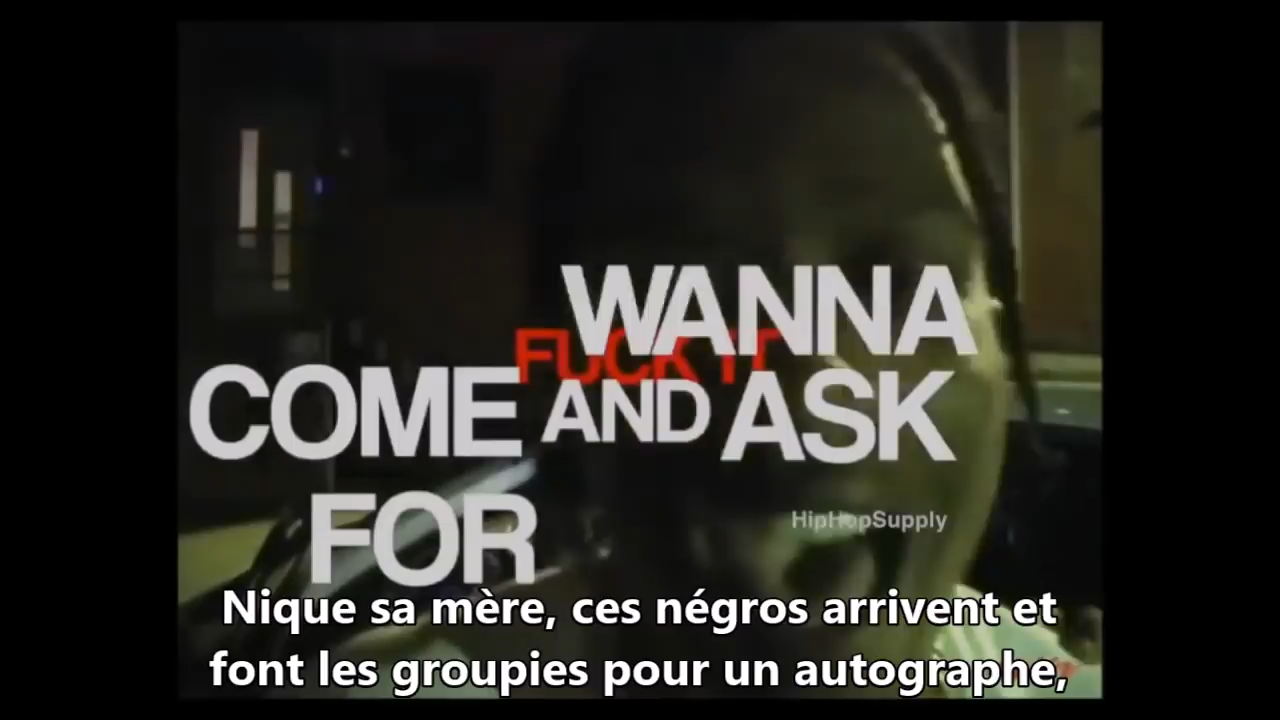 WANNA
FUCK IT
COME AND ASK
FOR
HipHopSupply
Nique sa mère, ces négros arrivent et
font les groupies pour un autographe,